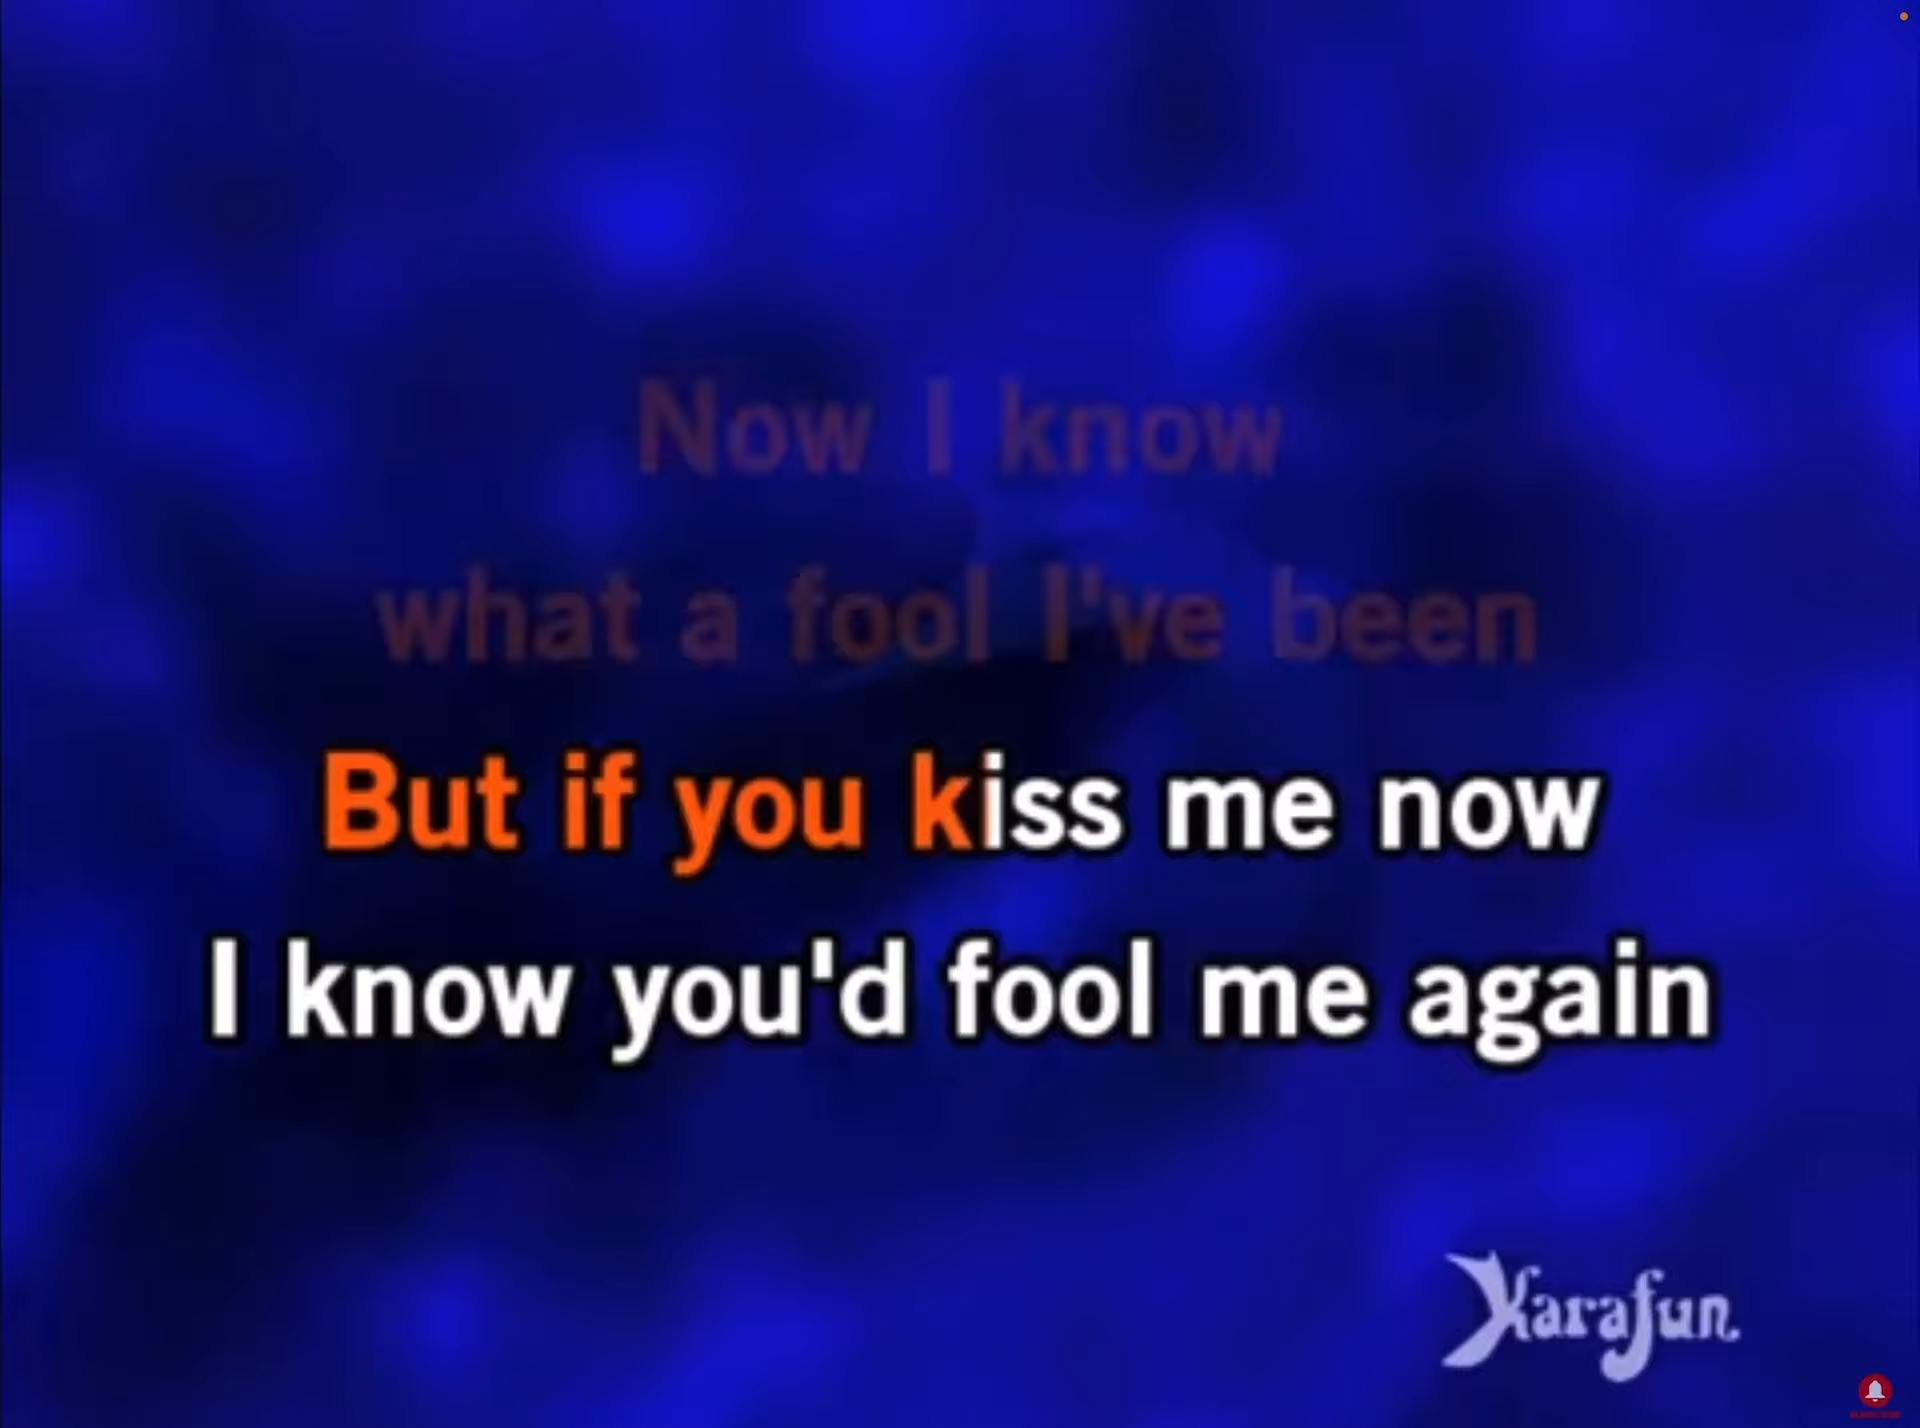 Now I know
what a fool I've been
But if you kiss me now
I know you'd fool me again
Karafun